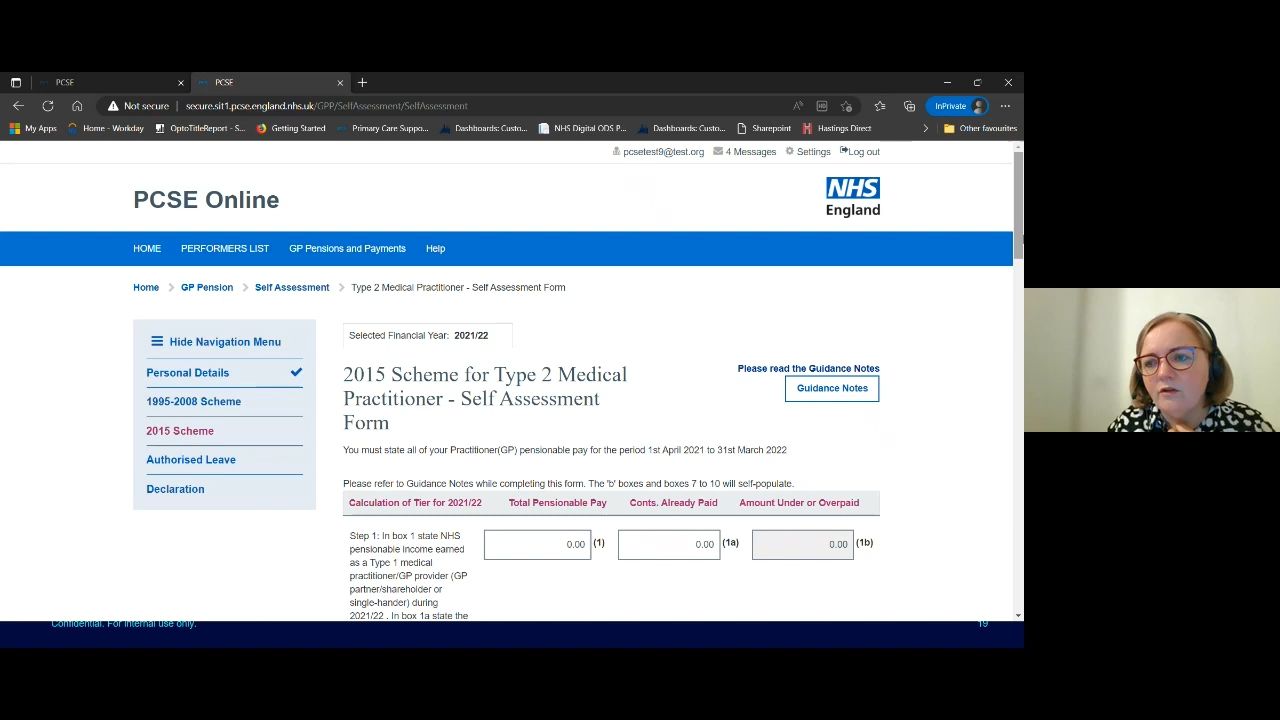 PCSE
PCSE
Not secure
secure.sit1.pcse.england.nhs.uk/GPP/SelfAssessment/SelfAssessment
InPrivate
My Apps
Home - Workday
OptoTitleReport - S...
Getting Started
Primary Care Suppo...
Dashboards: Custo...
NHS Digital ODS P...
Dashboards: Custo...
Sharepoint
Hastings Direct
Other favourites
pcsetest9@test.org
4 Messages
Settings
Log out
PCSE Online
NHS
England
HOME
PERFORMERS LIST
GP Pensions and Payments
Help
Home
GP Pension
Self Assessment
Type 2 Medical Practitioner - Self Assessment Form
Hide Navigation Menu
Personal Details
1995-2008 Scheme
2015 Scheme
Authorised Leave
Declaration
Selected Financial Year: 2021/22
2015 Scheme for Type 2 Medical
Practitioner - Self Assessment
Form
Please read the Guidance Notes
Guidance Notes
You must state all of your Practitioner(GP) pensionable pay for the period 1st April 2021 to 31st March 2022
Please refer to Guidance Notes while completing this form. The 'b' boxes and boxes 7 to 10 will self-populate.
Calculation of Tier for 2021/22
Total Pensionable Pay
Conts. Already Paid
Amount Under or Overpaid
Step 1: In box 1 state NHS
pensionable income earned
as a Type 1 medical
practitioner/GP provider (GP
partner/shareholder or
single-hander) during
2021/22 . In box 1a state the
0.00 (1)
0.00 (1a)
0.00 (1b)
Confidential. For internal use only.
19